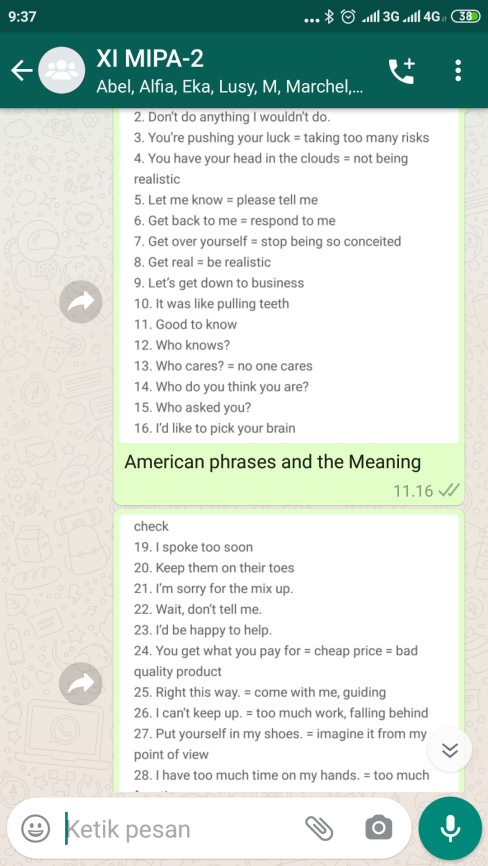 9:37
3G 4G 38
XI MIPA-2
Abel, Alfia, Eka, Lusy, M, Marchel,...
2. Don't do anything I wouldn't do.
3. You're pushing your luck = taking too many risks
4. You have your head in the clouds = not being
realistic
5. Let me know = please tell me
6. Get back to me = respond to me
7. Get over yourself = stop being so conceited
8. Get real = be realistic
9. Let's get down to business
10. It was like pulling teeth
11. Good to know
12. Who knows?
13. Who cares? = no one cares
14. Who do you think you are?
15. Who asked you?
16. I'd like to pick your brain
American phrases and the Meaning
11.16
check
19. I spoke too soon
20. Keep them on their toes
21. I'm sorry for the mix up.
22. Wait, don't tell me.
23. I'd be happy to help.
24. You get what you pay for = cheap price = bad
quality product
25. Right this way. = come with me, guiding
26. I can't keep up. = too much work, falling behind
27. Put yourself in my shoes. = imagine it from my
point of view
28. I have too much time on my hands. = too much
Ketik pesan